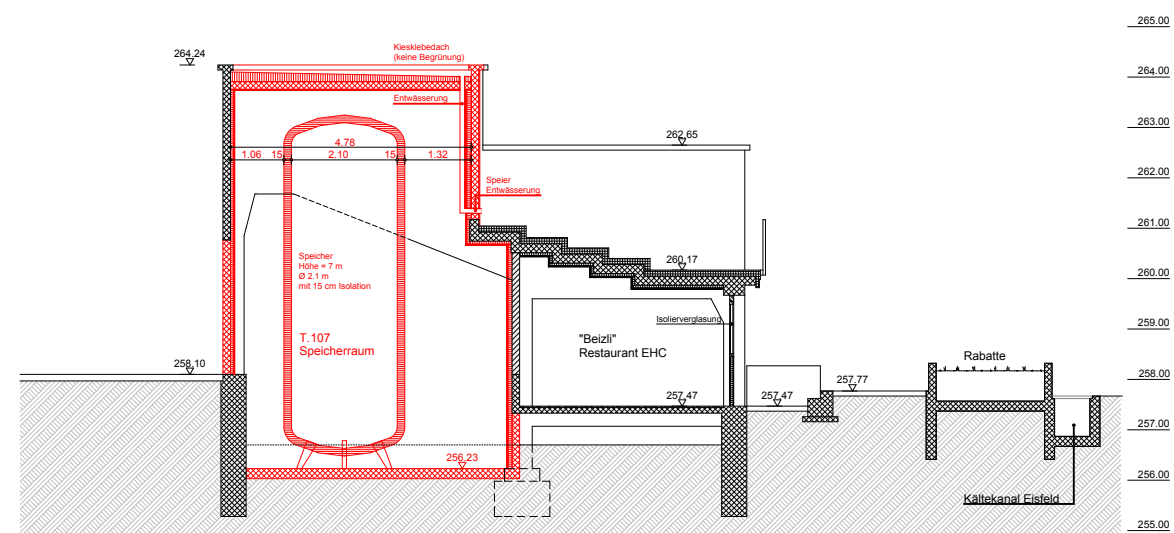 265.00
264.24
Kiesklebedach
(keine Begrünung)
264.00
Entwässerung
263.00
262.65
4.78
1.06 15 2.10 15 1.32
262.00
Speier
Entwässerung
261.00
260.17
260.00
Speicher
Höhe = 7 m
Ø 2.1 m
mit 15 cm Isolation
259.00
Isolierverglasung
T.107
Speicherraum
"Beizli"
Restaurant EHC
Rabatte
258.10
258.00
257.77
257.47
257.47
257.00
256.23
256.00
Kältekanal Eisfeld
255.00